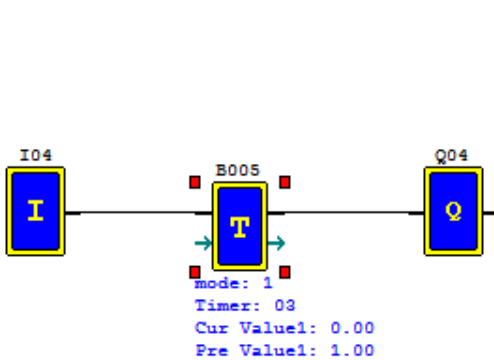 I04
B005
Q04
I
T
Q
mode: 1
Timer: 03
Cur Value1: 0.00
Pre Value1: 1.00